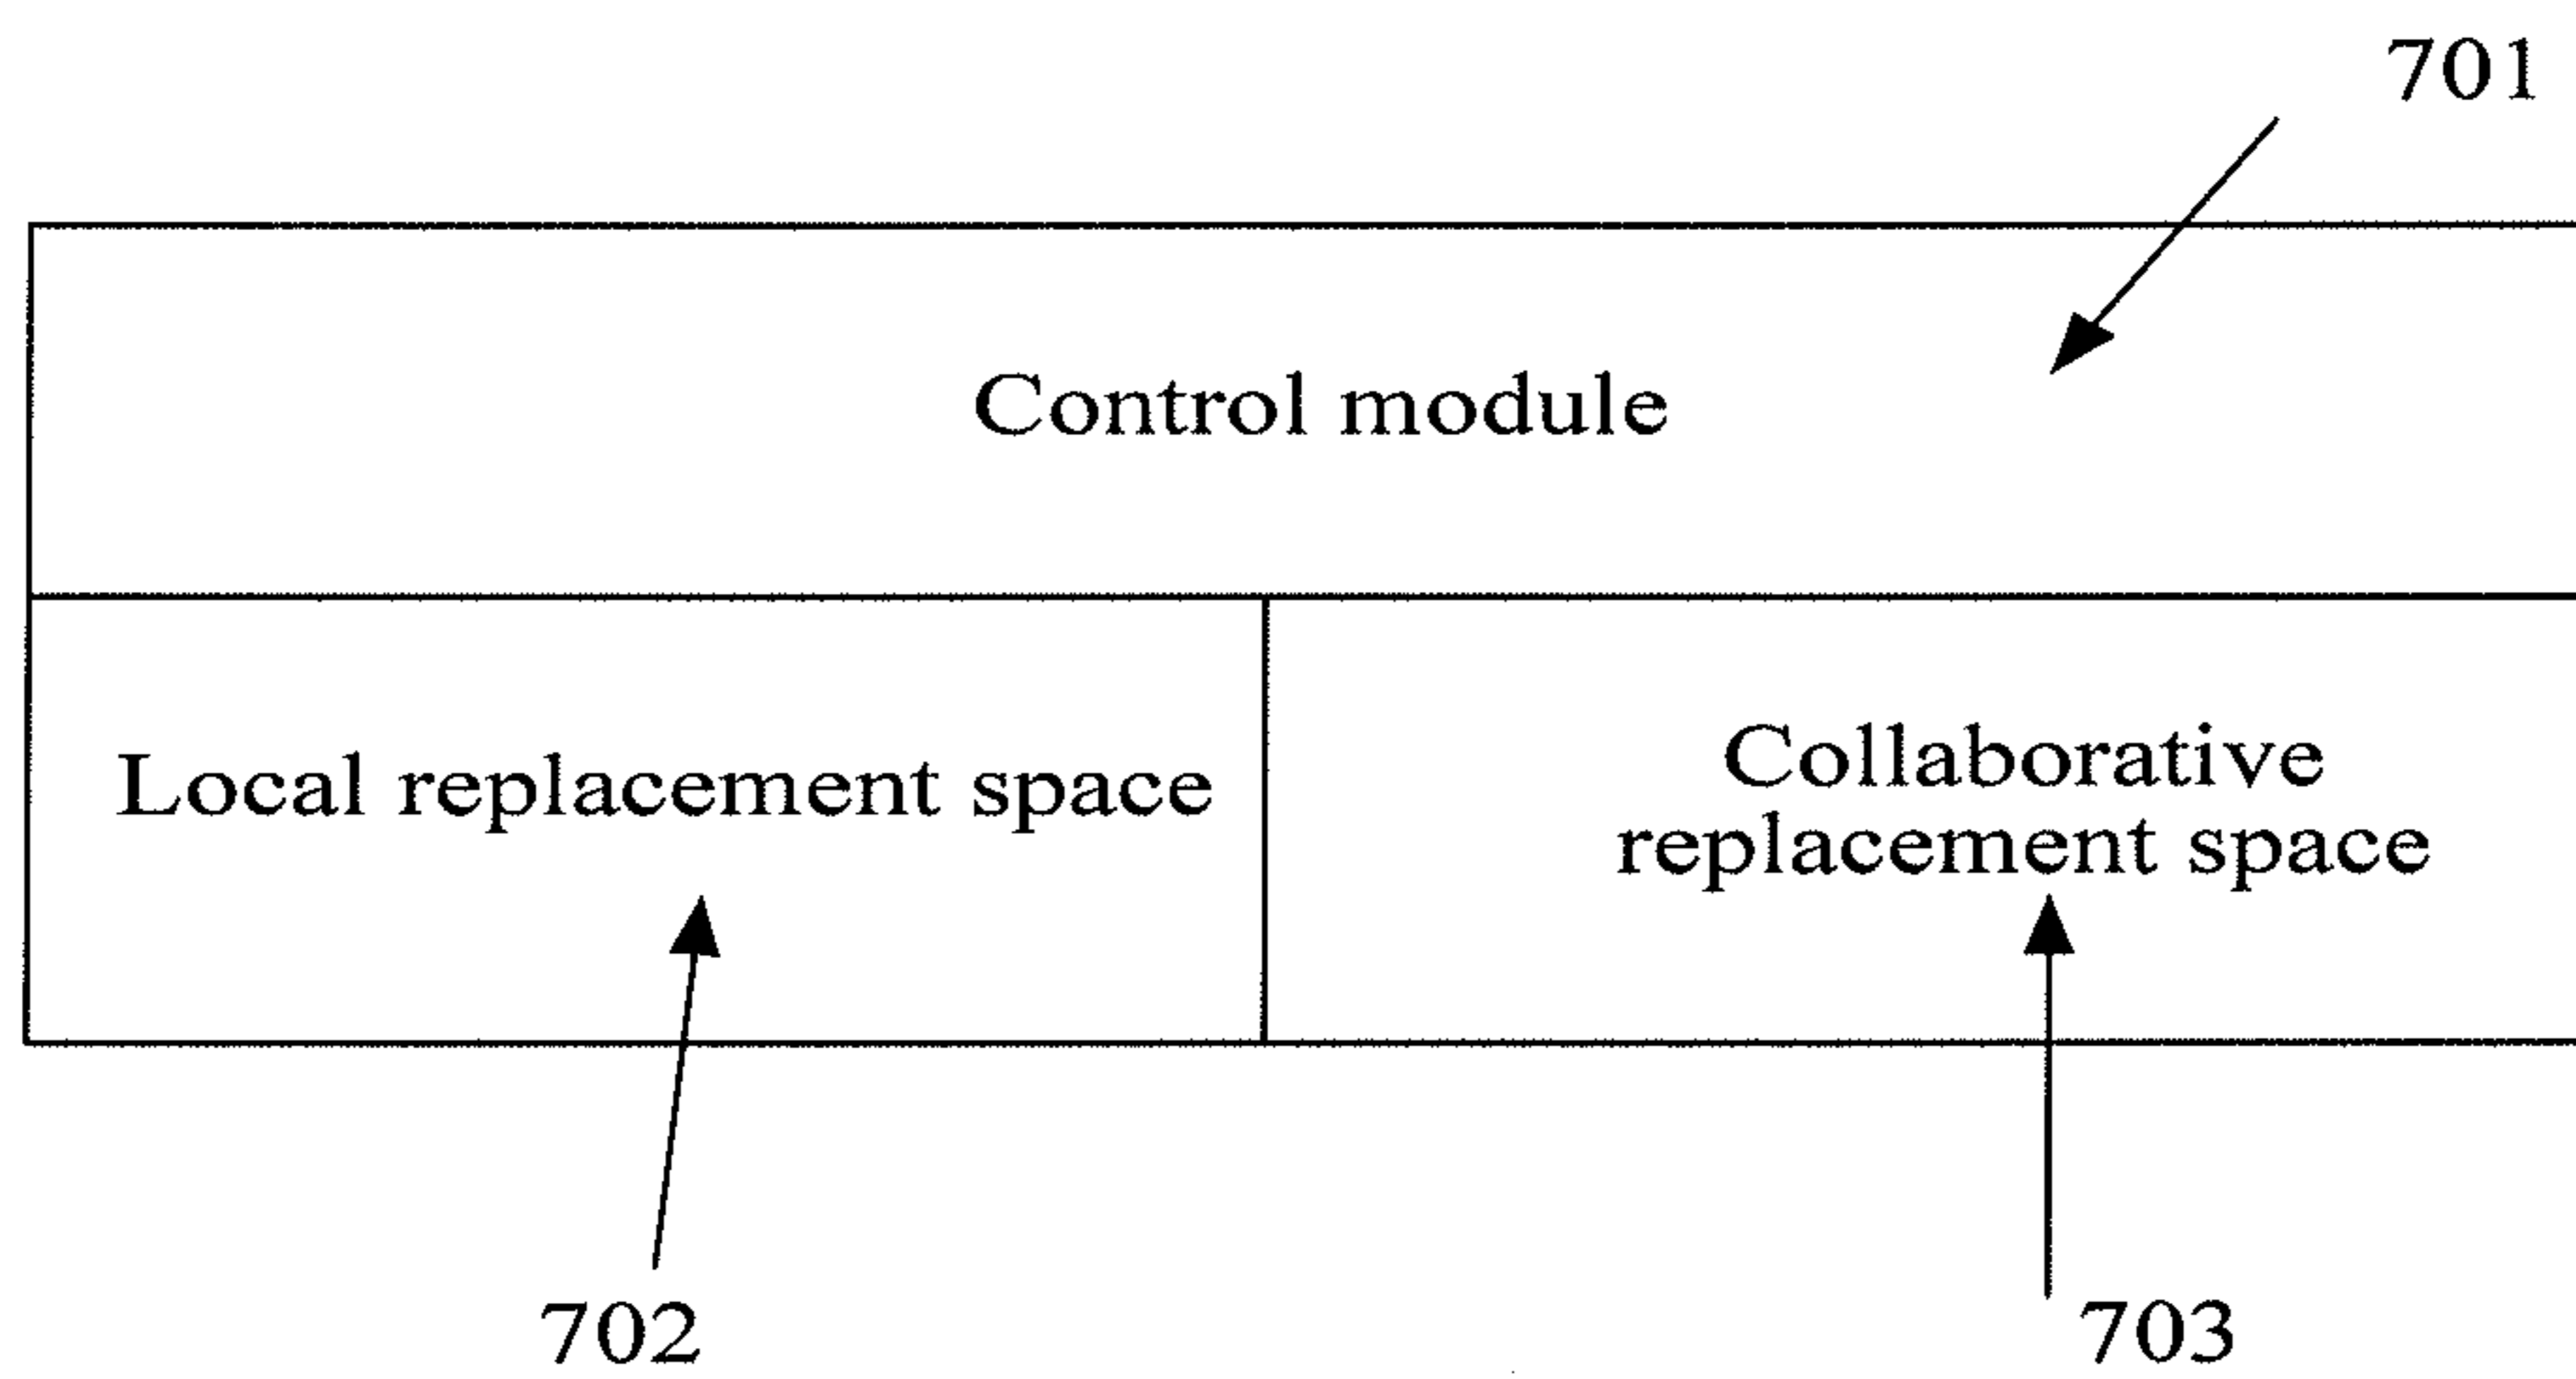 701
Control module
Local replacement space
Collaborative
replacement space
702
703